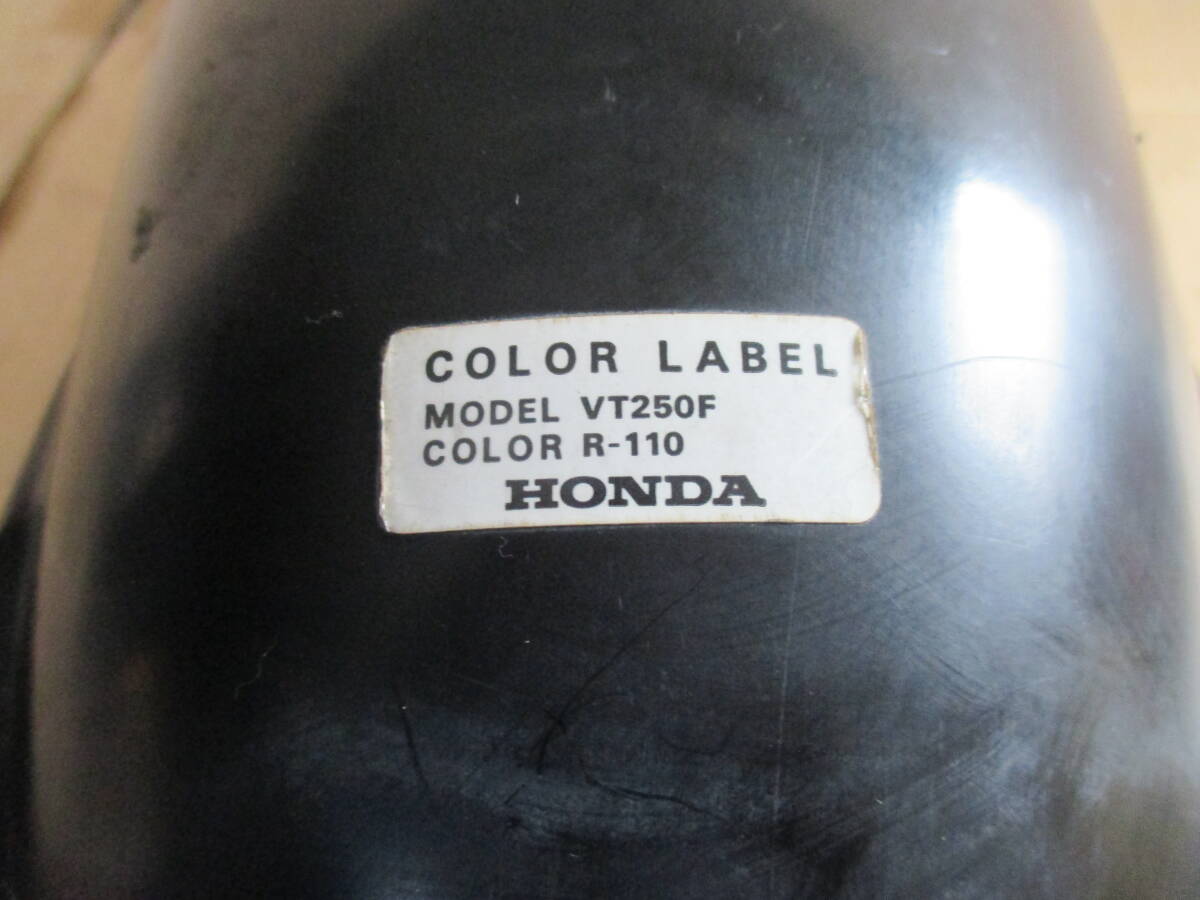 COLOR LABEL
MODEL VT250F
COLOR R-110
HONDA